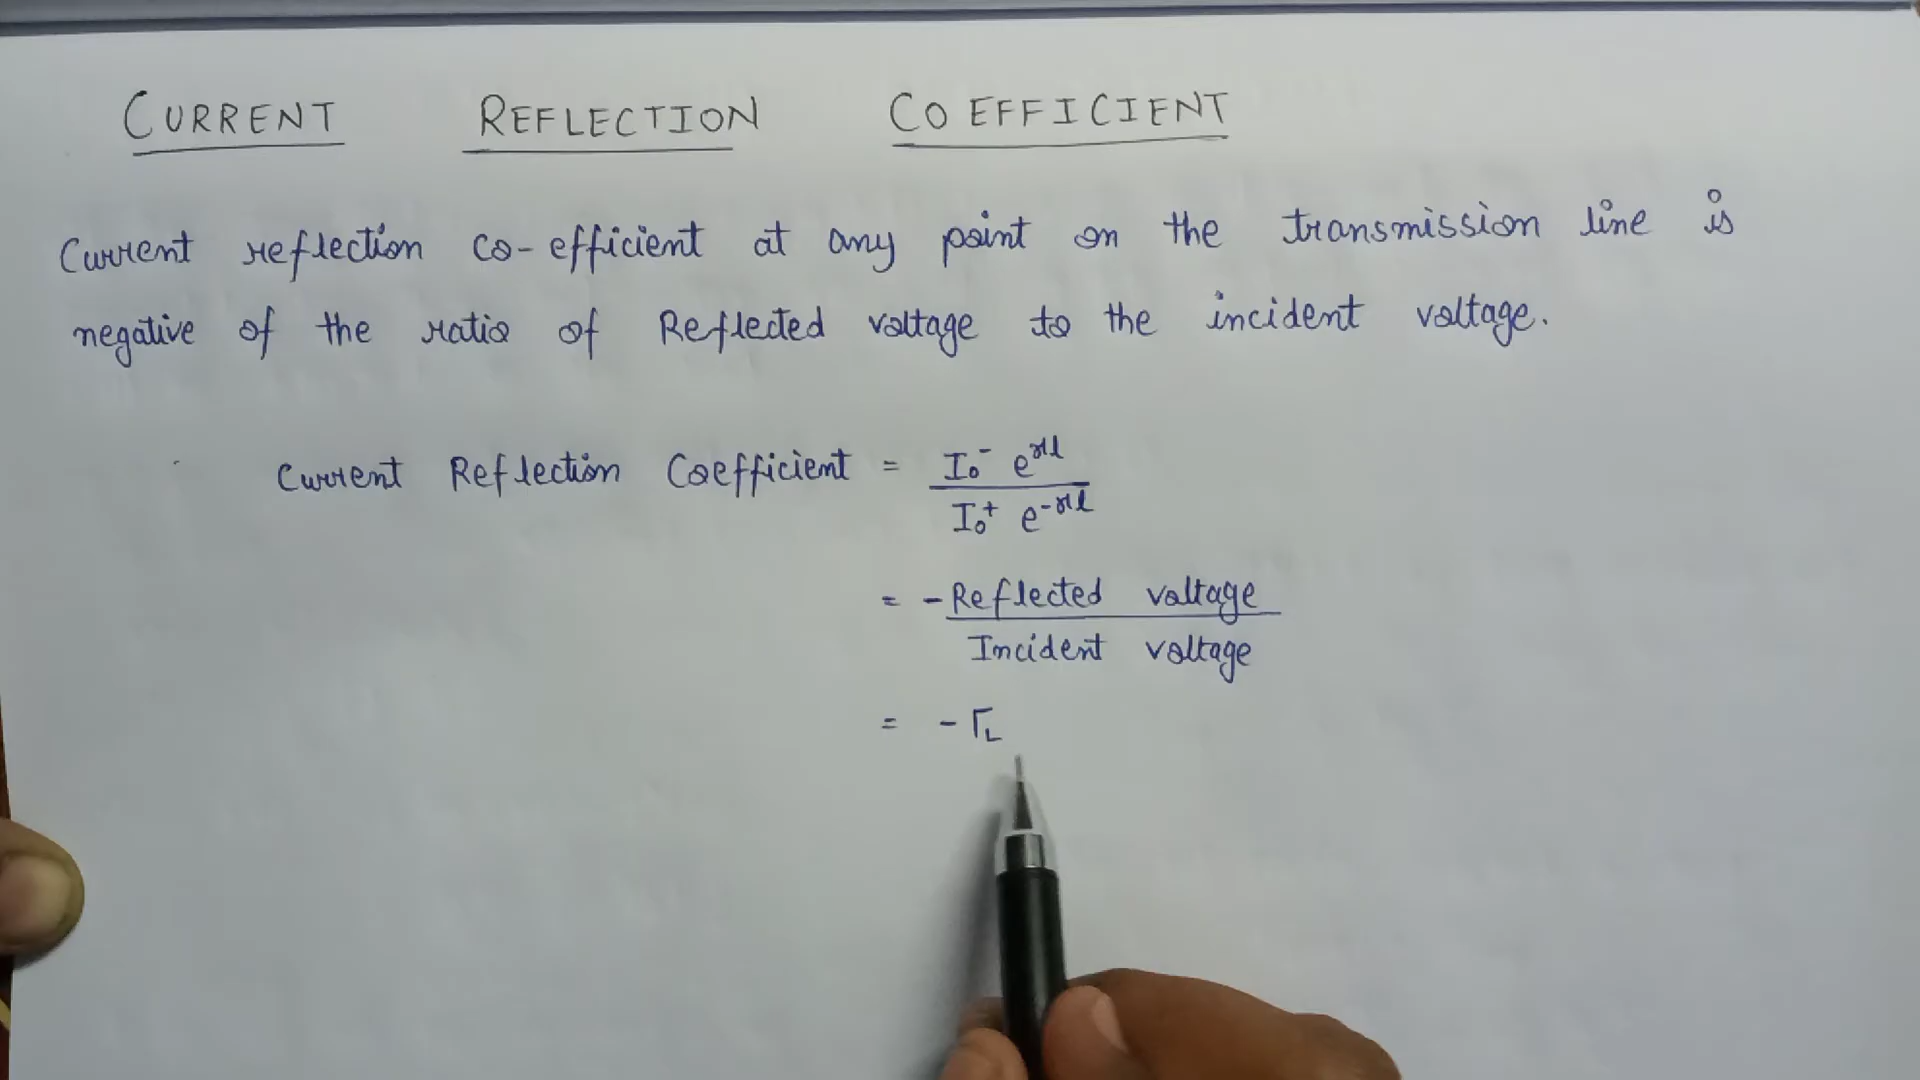 CURRENT REFLECTION COEFFICIENT
Current reflection co-efficient at any point on the transmission line is
negative of the ratio of Reflected voltage to the incident voltage.
Current Reflection Coefficient = I₀⁻ e^γl / I₀⁺ e^-γl
= - Reflected voltage / Incident voltage
= - Γ_L